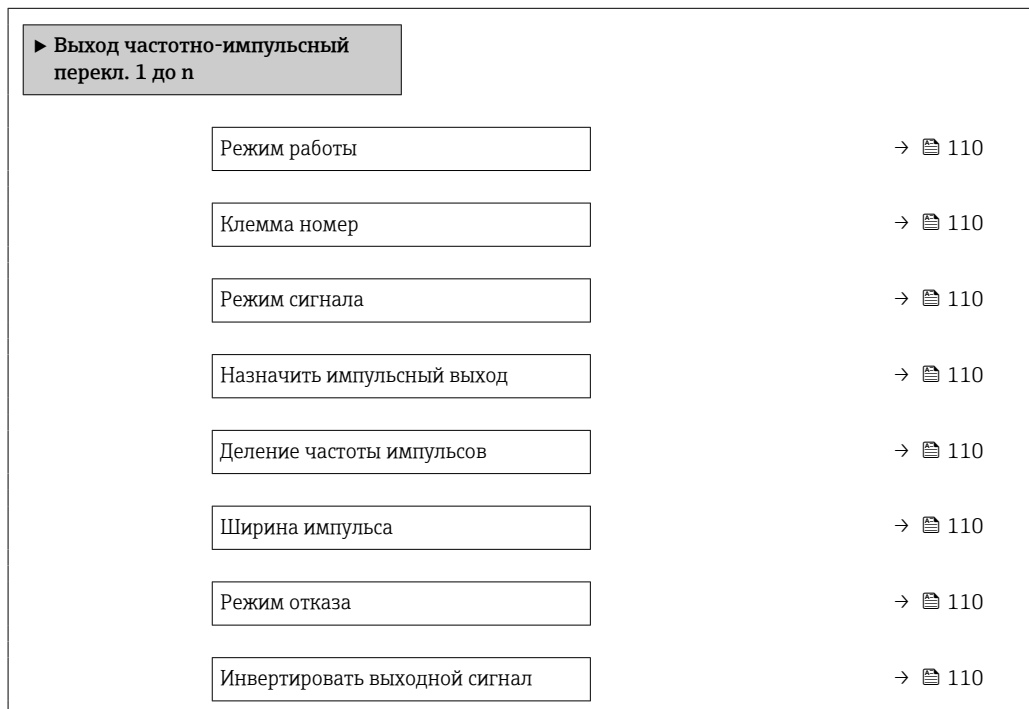 ► Выход частотно-импульсный
перекл. 1 до n
Режим работы → 110
Клемма номер → 110
Режим сигнала → 110
Назначить импульсный выход → 110
Деление частоты импульсов → 110
Ширина импульса → 110
Режим отказа → 110
Инвертировать выходной сигнал → 110